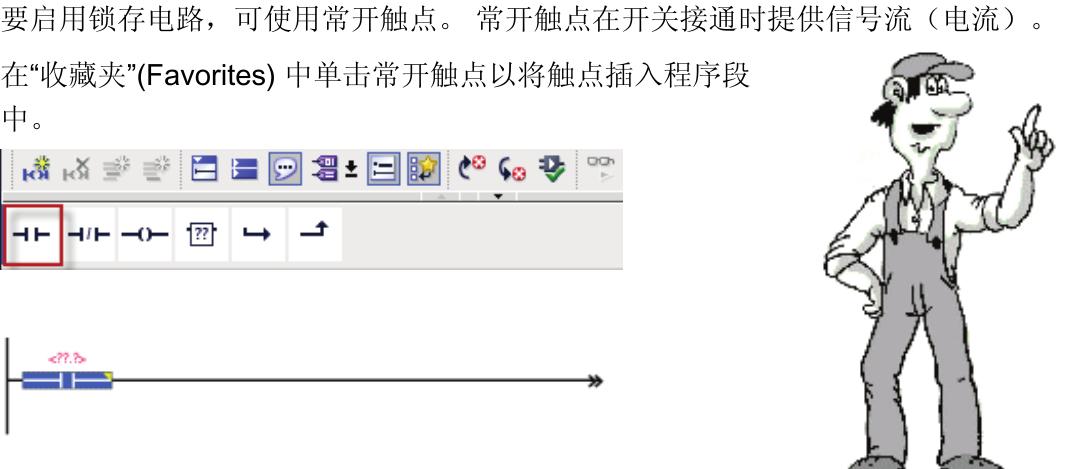 要启用锁存电路，可使用常开触点。 常开触点在开关接通时提供信号流（电流）。
在“收藏夹”(Favorites) 中单击常开触点以将触点插入程序段
中。
??
<??.?>